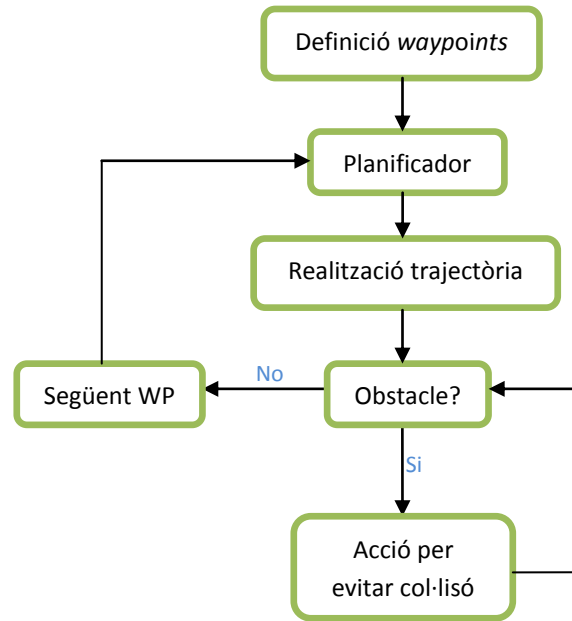 Definició waypoints
Planificador
Realització trajectòria
Següent WP
No
Obstacle?
Si
Acció per
evitar col·lisó